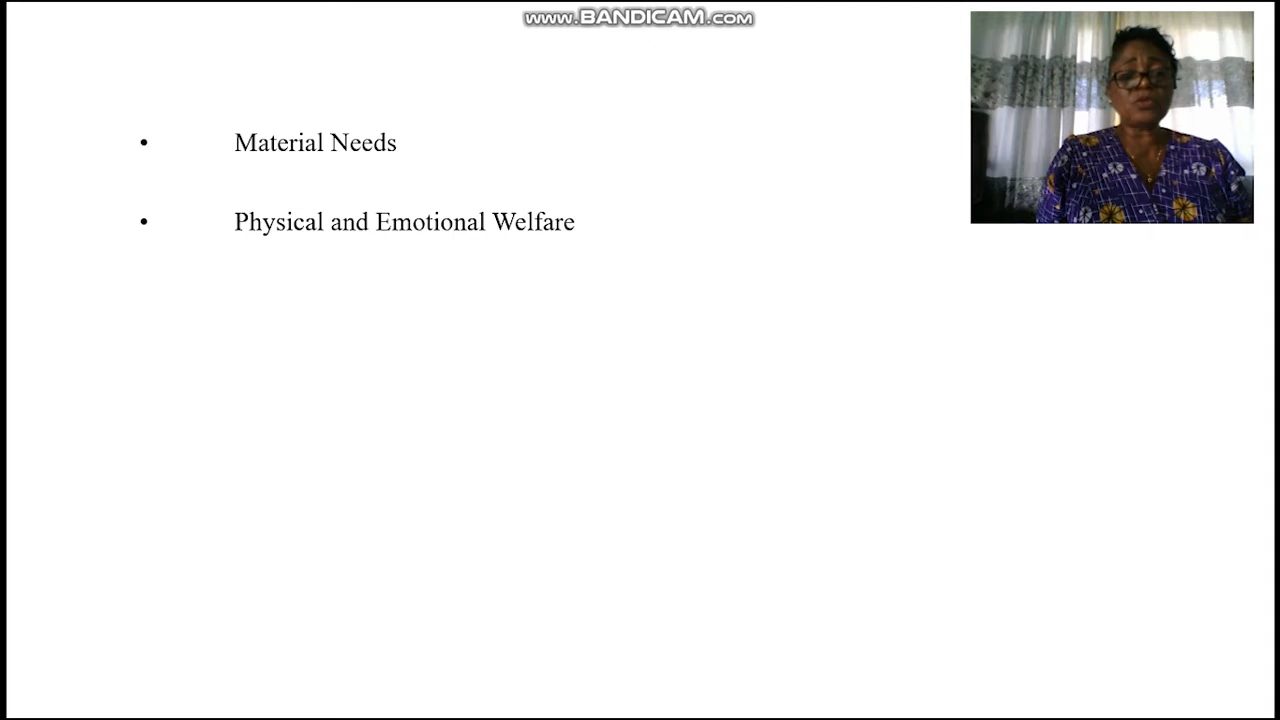 www.BANDICAM.com
• Material Needs
• Physical and Emotional Welfare